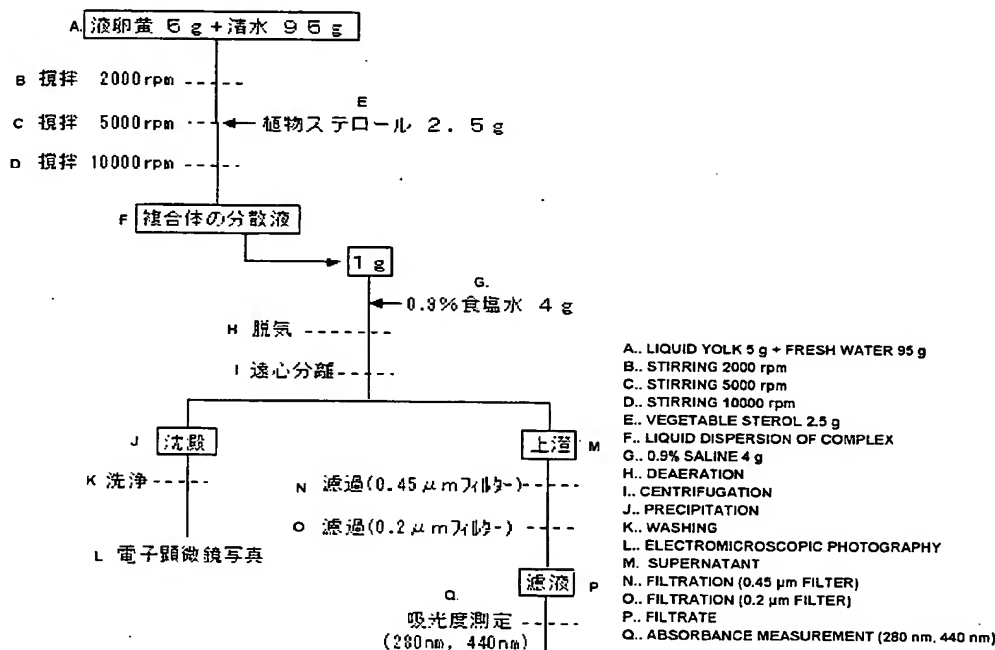 A. 液卵黄 5g+清水 95g
B 撹拌 2000rpm
E
C 撹拌 5000rpm
植物ステロール 2.5g
D 撹拌 10000rpm
F 複合体の分散液
1g
G.
0.9%食塩水 4g
H 脱気
I 遠心分離
J 沈殿
上澄 M
K 洗浄
N 濾過(0.45μmフィルター)
O 濾過(0.2μmフィルター)
L 電子顕微鏡写真
濾液 P
Q.
吸光度測定
(280nm, 440nm)
A.. LIQUID YOLK 5 g + FRESH WATER 95 g
B.. STIRRING 2000 rpm
C.. STIRRING 5000 rpm
D.. STIRRING 10000 rpm
E.. VEGETABLE STEROL 2.5 g
F.. LIQUID DISPERSION OF COMPLEX
G.. 0.9% SALINE 4 g
H.. DEAERATION
I.. CENTRIFUGATION
J.. PRECIPITATION
K.. WASHING
L.. ELECTROMICROSCOPIC PHOTOGRAPHY
M. SUPERNATANT
N.. FILTRATION (0.45 μm FILTER)
O.. FILTRATION (0.2 μm FILTER)
P.. FILTRATE
Q.. ABSORBANCE MEASUREMENT (280 nm, 440 nm)